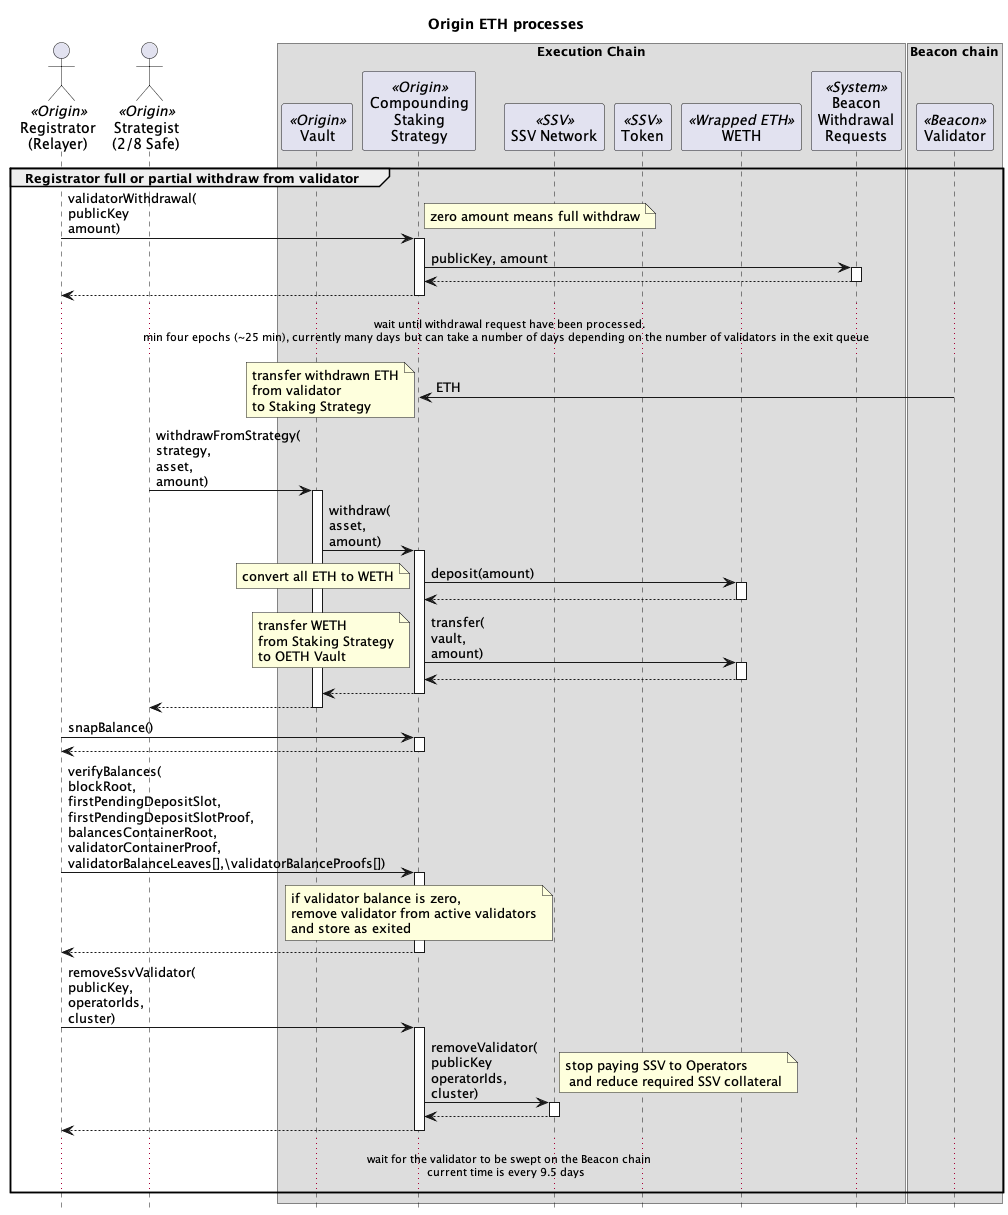 Origin ETH processes
Execution Chain
Beacon chain
«Origin»
Registrator
(Relayer)
«Origin»
Strategist
(2/8 Safe)
«Origin»
Vault
«Origin»
Compounding
Staking
Strategy
«SSV»
SSV Network
«SSV»
Token
«Wrapped ETH»
WETH
«System»
Beacon
Withdrawal
Requests
«Beacon»
Validator
Registrator full or partial withdraw from validator
validatorWithdrawal(
publicKey
amount)
zero amount means full withdraw
publicKey, amount
wait until withdrawal request have been processed.
min four epochs (~25 min), currently many days but can take a number of days depending on the number of validators in the exit queue
transfer withdrawn ETH
from validator
to Staking Strategy
ETH
withdrawFromStrategy(
strategy,
asset,
amount)
withdraw(
asset,
amount)
convert all ETH to WETH
deposit(amount)
transfer WETH
from Staking Strategy
to OETH Vault
transfer(
vault,
amount)
snapBalance()
verifyBalances(
blockRoot,
firstPendingDepositSlot,
firstPendingDepositSlotProof,
balancesContainerRoot,
validatorContainerProof,
validatorBalanceLeaves[],\validatorBalanceProofs[])
if validator balance is zero,
remove validator from active validators
and store as exited
removeSsvValidator(
publicKey,
operatorIds,
cluster)
removeValidator(
publicKey
operatorIds,
cluster)
stop paying SSV to Operators
and reduce required SSV collateral
wait for the validator to be swept on the Beacon chain
current time is every 9.5 days